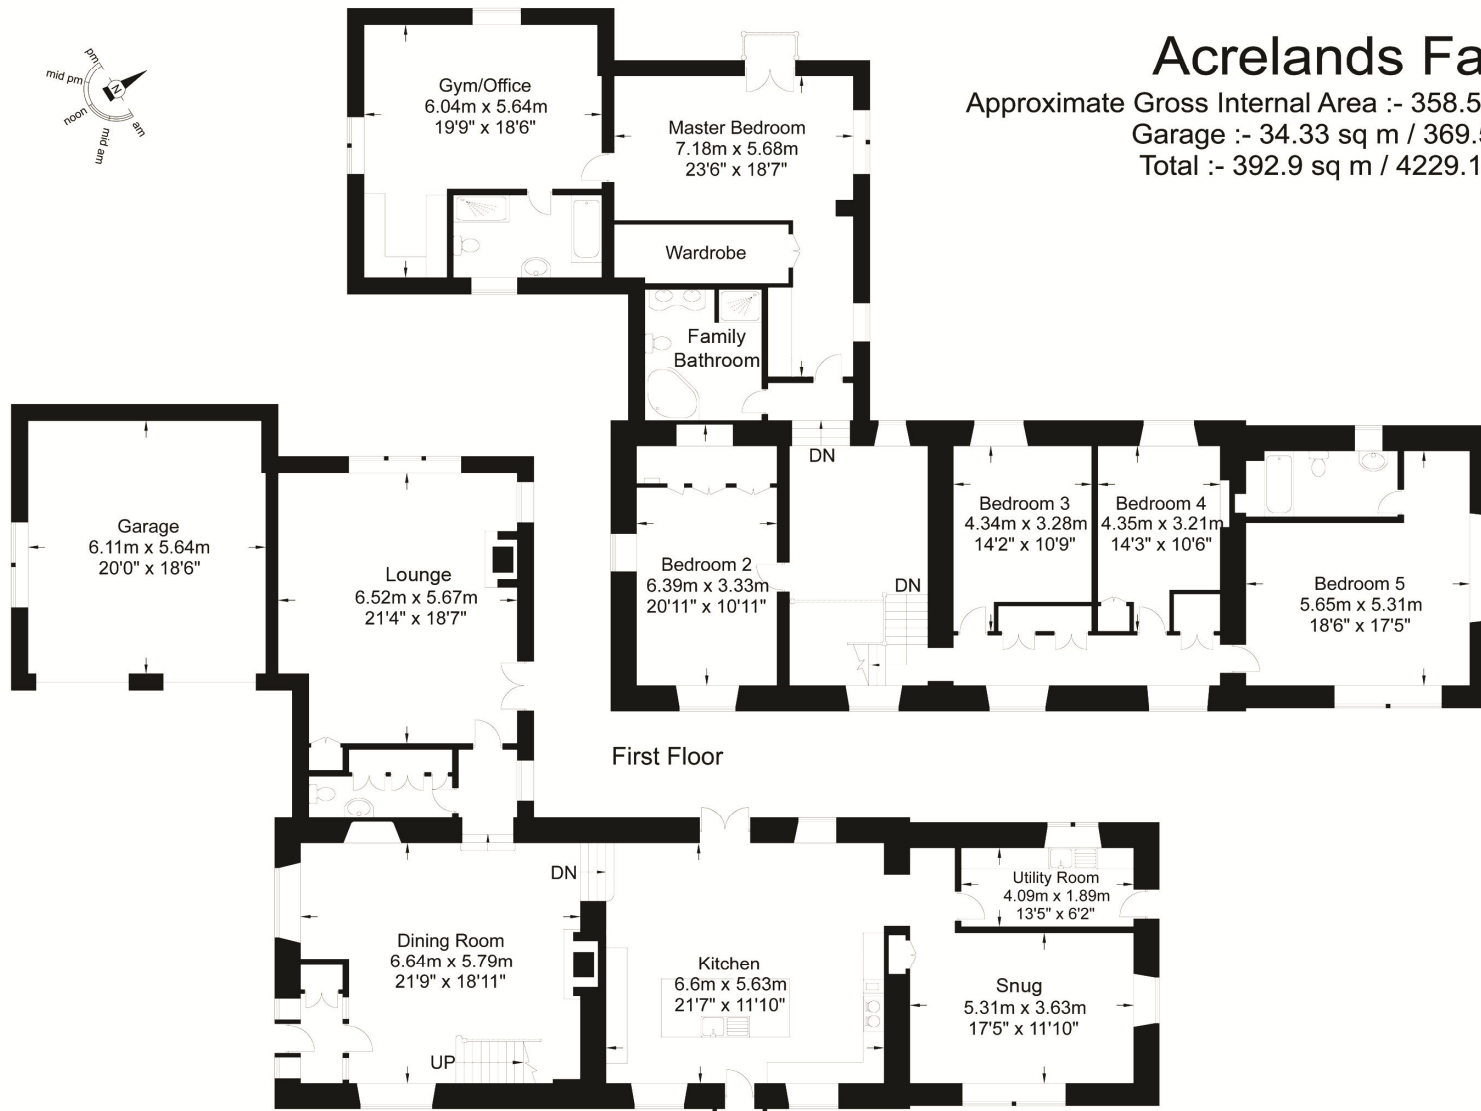 Acrelands Fa
Approximate Gross Internal Area :- 358.5
Garage :- 34.33 sq m / 369.
Total :- 392.9 sq m / 4229.1
pm
mid pm
noon
mid am
am
N
Gym/Office
6.04m x 5.64m
19'9" x 18'6"
Master Bedroom
7.18m x 5.68m
23'6" x 18'7"
Wardrobe
Family
Bathroom
DN
Bedroom 2
6.39m x 3.33m
20'11" x 10'11"
DN
Bedroom 3
4.34m x 3.28m
14'2" x 10'9"
Bedroom 4
4.35m x 3.21m
14'3" x 10'6"
Bedroom 5
5.65m x 5.31m
18'6" x 17'5"
First Floor
Garage
6.11m x 5.64m
20'0" x 18'6"
Lounge
6.52m x 5.67m
21'4" x 18'7"
DN
Dining Room
6.64m x 5.79m
21'9" x 18'11"
UP
Kitchen
6.6m x 5.63m
21'7" x 11'10"
Utility Room
4.09m x 1.89m
13'5" x 6'2"
Snug
5.31m x 3.63m
17'5" x 11'10"